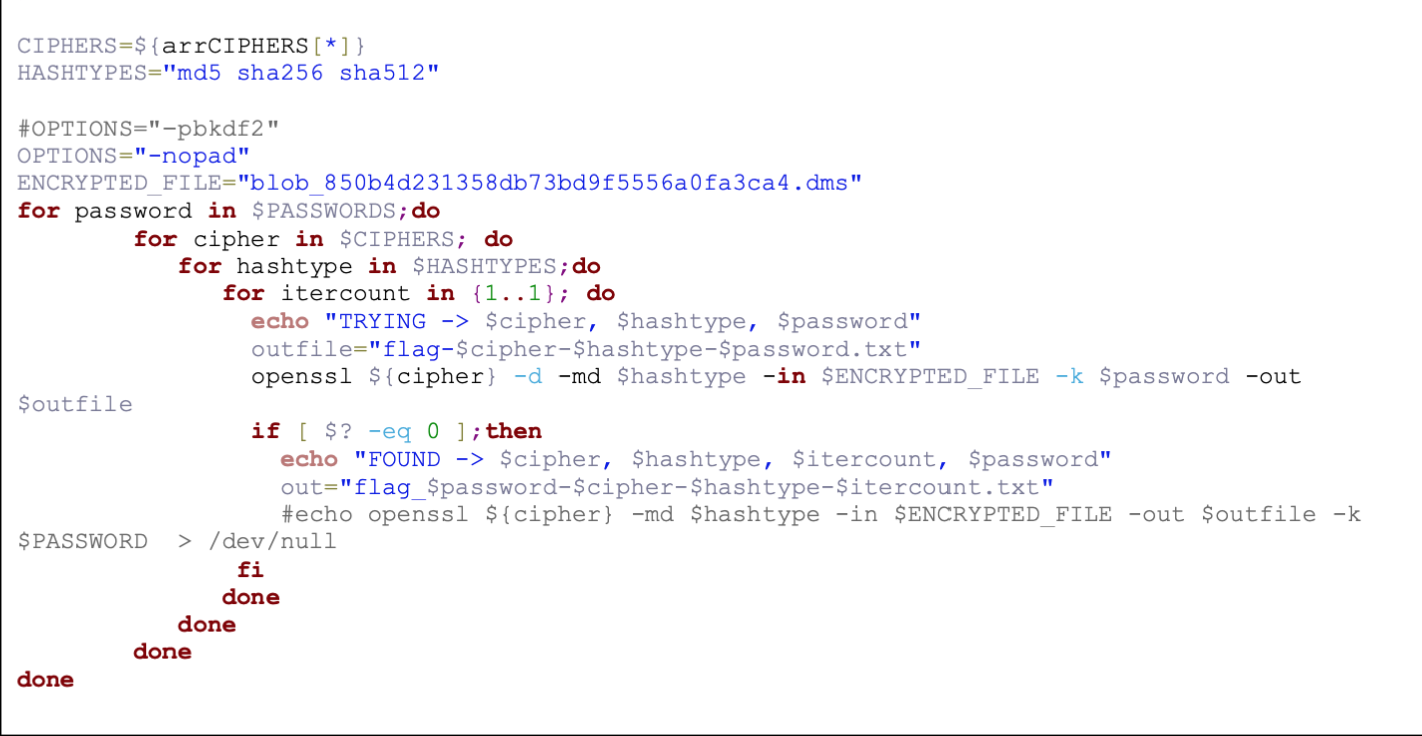 CIPHERS=${arrCIPHERS[*]}
HASHTYPES="md5 sha256 sha512"
#OPTIONS="-pbkdf2"
OPTIONS="-nopad"
ENCRYPTED_FILE="blob_850b4d231358db73bd9f5556a0fa3ca4.dms"
for password in $PASSWORDS;do
for cipher in $CIPHERS; do
for hashtype in $HASHTYPES;do
for itercount in {1..1}; do
echo "TRYING -> $cipher, $hashtype, $password"
outfile="flag-$cipher-$hashtype-$password.txt"
openssl ${cipher} -d -md $hashtype -in $ENCRYPTED_FILE -k $password -out
$outfile
if [ $? -eq 0 ];then
echo "FOUND -> $cipher, $hashtype, $itercount, $password"
out="flag_$password-$cipher-$hashtype-$itercount.txt"
#echo openssl ${cipher} -md $hashtype -in $ENCRYPTED_FILE -out $outfile -k
$PASSWORD  > /dev/null
fi
done
done
done
done